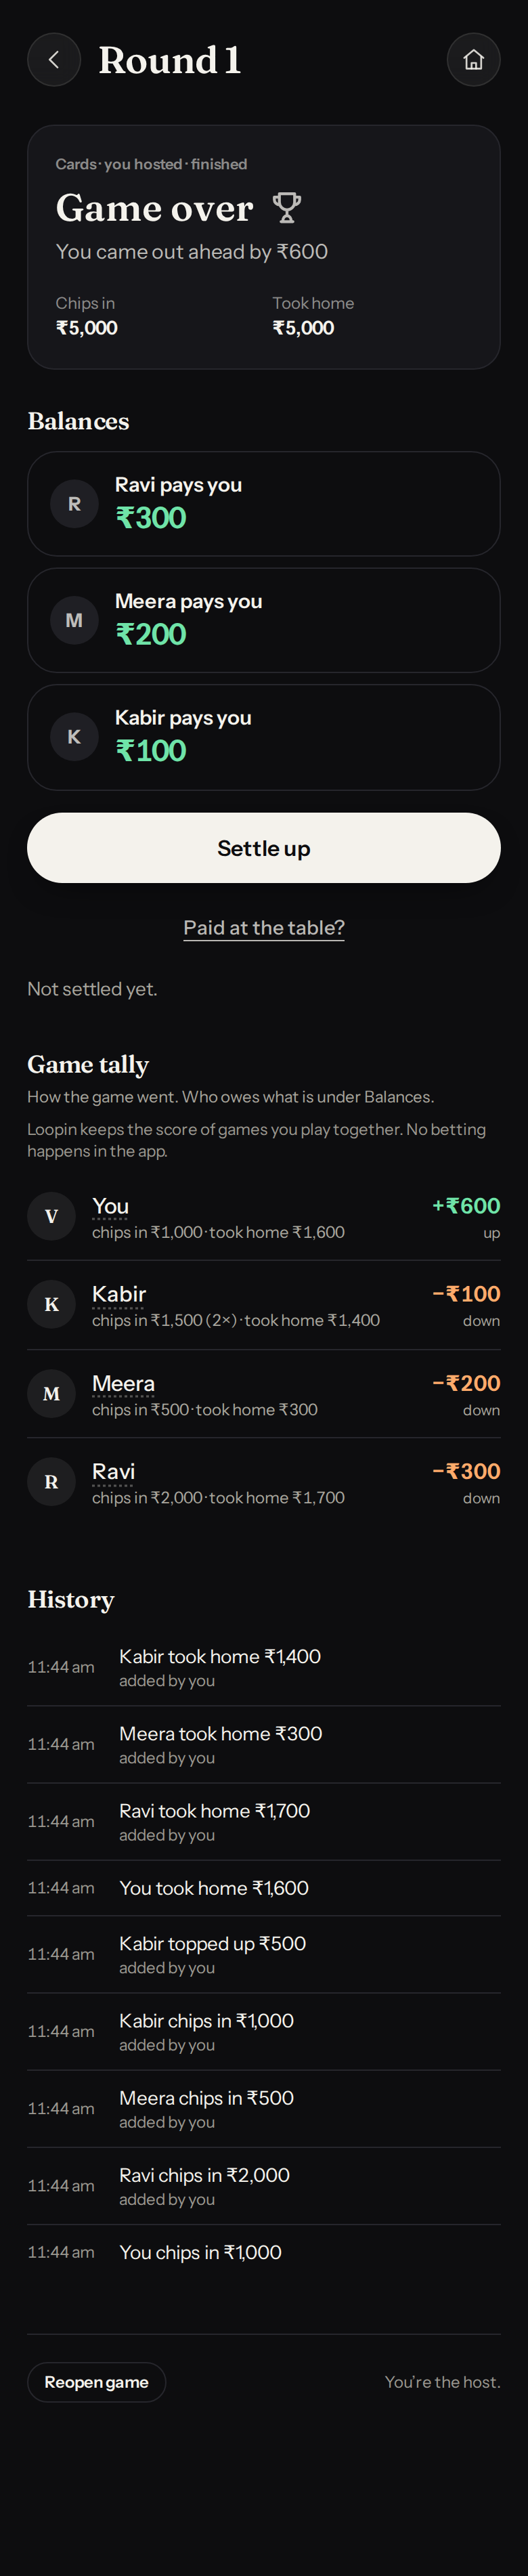 Round 1
Cards · you hosted · finished
Game over
You came out ahead by ₹600
Chips in
₹5,000
Took home
₹5,000
Balances
R
Ravi pays you
₹300
M
Meera pays you
₹200
K
Kabir pays you
₹100
Settle up
Paid at the table?
Not settled yet.
Game tally
How the game went. Who owes what is under Balances.
Loopin keeps the score of games you play together. No betting
happens in the app.
V
You
+₹600
chips in ₹1,000 · took home ₹1,600
up
K
Kabir
−₹100
chips in ₹1,500 (2×) · took home ₹1,400
down
M
Meera
−₹200
chips in ₹500 · took home ₹300
down
R
Ravi
−₹300
chips in ₹2,000 · took home ₹1,700
down
History
11:44 am
Kabir took home ₹1,400
added by you
11:44 am
Meera took home ₹300
added by you
11:44 am
Ravi took home ₹1,700
added by you
11:44 am
You took home ₹1,600
11:44 am
Kabir topped up ₹500
added by you
11:44 am
Kabir chips in ₹1,000
added by you
11:44 am
Meera chips in ₹500
added by you
11:44 am
Ravi chips in ₹2,000
added by you
11:44 am
You chips in ₹1,000
Reopen game
You're the host.